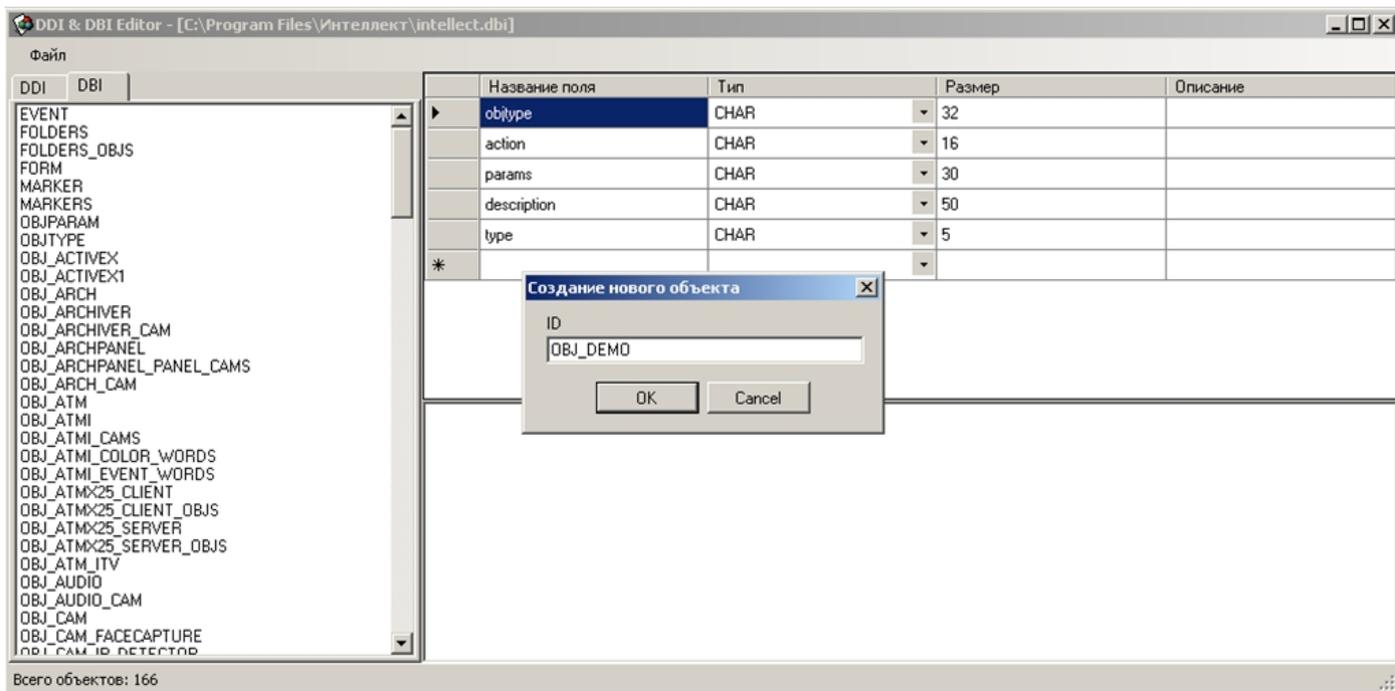 DDI & DBI Editor - [C:\Program Files\Интеллект\intellect.dbi]
Файл
DDI DBI
EVENT
FOLDERS
FOLDERS_OBJS
FORM
MARKER
MARKERS
OBJPARAM
OBJTYPE
OBJ_ACTIVEX
OBJ_ACTIVEX1
OBJ_ARCH
OBJ_ARCHIVER
OBJ_ARCHIVER_CAM
OBJ_ARCHPANEL
OBJ_ARCHPANEL_PANEL_CAMS
OBJ_ARCH_CAM
OBJ_ATM
OBJ_ATMI
OBJ_ATMI_CAMS
OBJ_ATMI_COLOR_WORDS
OBJ_ATMI_EVENT_WORDS
OBJ_ATMX25_CLIENT
OBJ_ATMX25_CLIENT_OBJS
OBJ_ATMX25_SERVER
OBJ_ATMX25_SERVER_OBJS
OBJ_ATM_ITV
OBJ_AUDIO
OBJ_AUDIO_CAM
OBJ_CAM
OBJ_CAM_FACECAPTURE
OBJ_CAM_IR_DETECTOR
Название поля Тип Размер Описание
objtype CHAR 32
action CHAR 16
params CHAR 30
description CHAR 50
type CHAR 5
Создание нового объекта
ID
OBJ_DEMO
OK Cancel
Всего объектов: 166